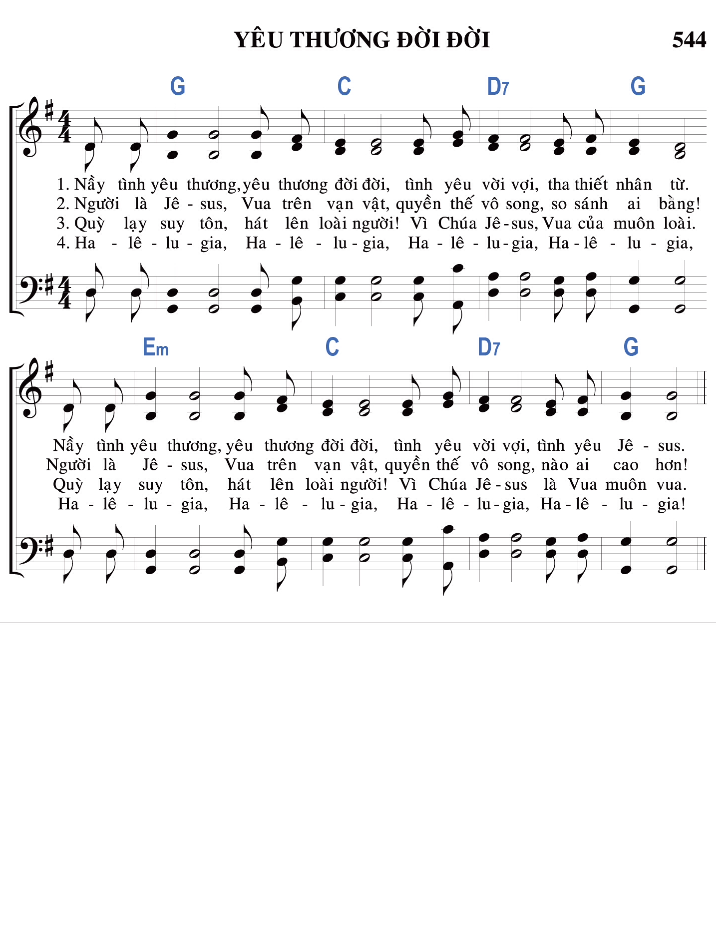 YÊU THƯƠNG ĐỜI ĐỜI 544
G C D7 G
1. Nầy tình yêu thương, yêu thương đời đời, tình yêu vời vợi, tha thiết nhân từ.
2. Người là Jê - sus, Vua trên vạn vật, quyền thế vô song, so sánh ai bằng!
3. Quỳ lạy suy tôn, hát lên loài người! Vì Chúa Jê - sus, Vua của muôn loài.
4. Ha - lê - lu - gia, Ha - lê - lu - gia, Ha - lê - lu - gia, Ha - lê - lu - gia,
Em C D7 G
Nầy tình yêu thương, yêu thương đời đời, tình yêu vời vợi, tình yêu Jê - sus.
Người là Jê - sus, Vua trên vạn vật, quyền thế vô song, nào ai cao hơn!
Quỳ lạy suy tôn, hát lên loài người! Vì Chúa Jê - sus là Vua muôn vua.
Ha - lê - lu - gia, Ha - lê - lu - gia, Ha - lê - lu - gia, Ha - lê - lu - gia!